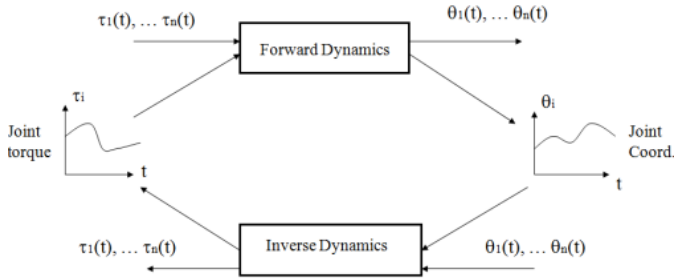 τ1(t), ... τn(t)
θ1(t), ... θn(t)
Forward Dynamics
τi
θi
Joint
torque
Joint
Coord.
t
t
Inverse Dynamics
τ1(t), ... τn(t)
θ1(t), ... θn(t)